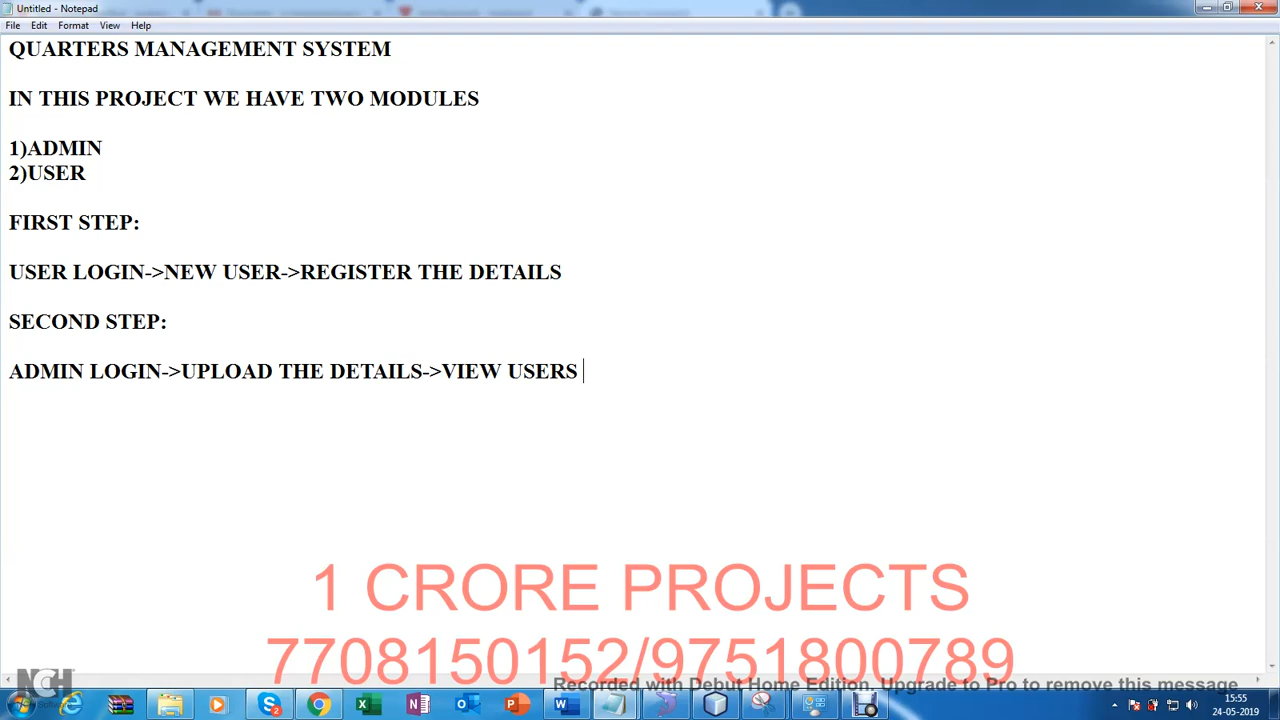 Untitled - Notepad
File Edit Format View Help
QUARTERS MANAGEMENT SYSTEM
IN THIS PROJECT WE HAVE TWO MODULES
1)ADMIN
2)USER
FIRST STEP:
USER LOGIN->NEW USER->REGISTER THE DETAILS
SECOND STEP:
ADMIN LOGIN->UPLOAD THE DETAILS->VIEW USERS
1 CRORE PROJECTS
7708150152/9751800789
Recorded with Debut Home Edition. Upgrade to Pro to remove this message
NCH
Software
15:55
24-05-2019